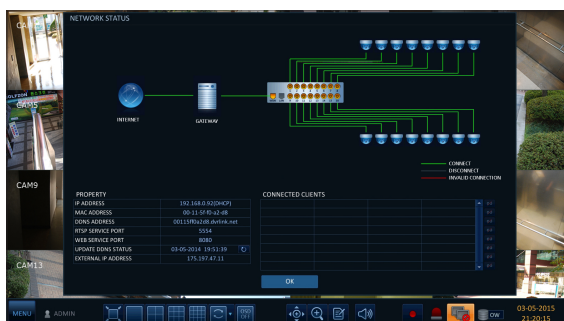 NETWORK STATUS
CAM5
CAM9
CAM13
INTERNET
GATEWAY
CONNECT
DISCONNECT
INVALID CONNECTION
PROPERTY
IP ADDRESS 192.168.0.92(DHCP)
MAC ADDRESS 00-11-5f-f0-a2-d8
DDNS ADDRESS 00115ff0a2d8.dvrlink.net
RTSP SERVICE PORT 5554
WEB SERVICE PORT 8080
UPDATE DDNS STATUS 03-05-2014 19:51:39
EXTERNAL IP ADDRESS 175.197.47.11
CONNECTED CLIENTS
OK
MENU ADMIN
OW
03-05-2015
21:20:15